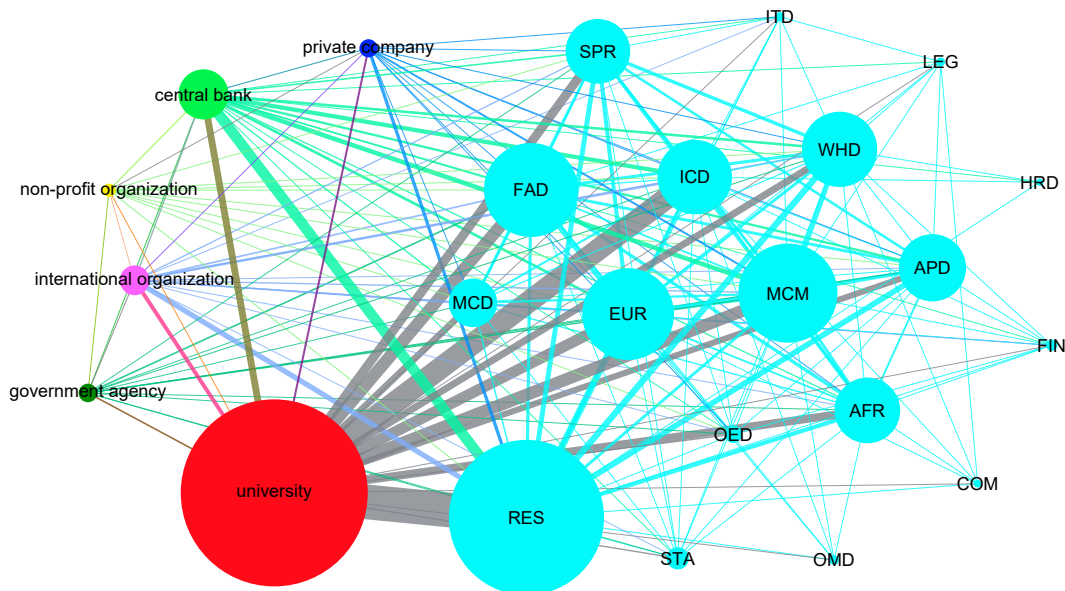 ITD
private company
SPR
LEG
central bank
WHD
ICD
HRD
non-profit organization
FAD
APD
international organization
MCM
MCD
EUR
FIN
government agency
AFR
OED
COM
university
RES
STA
OMD